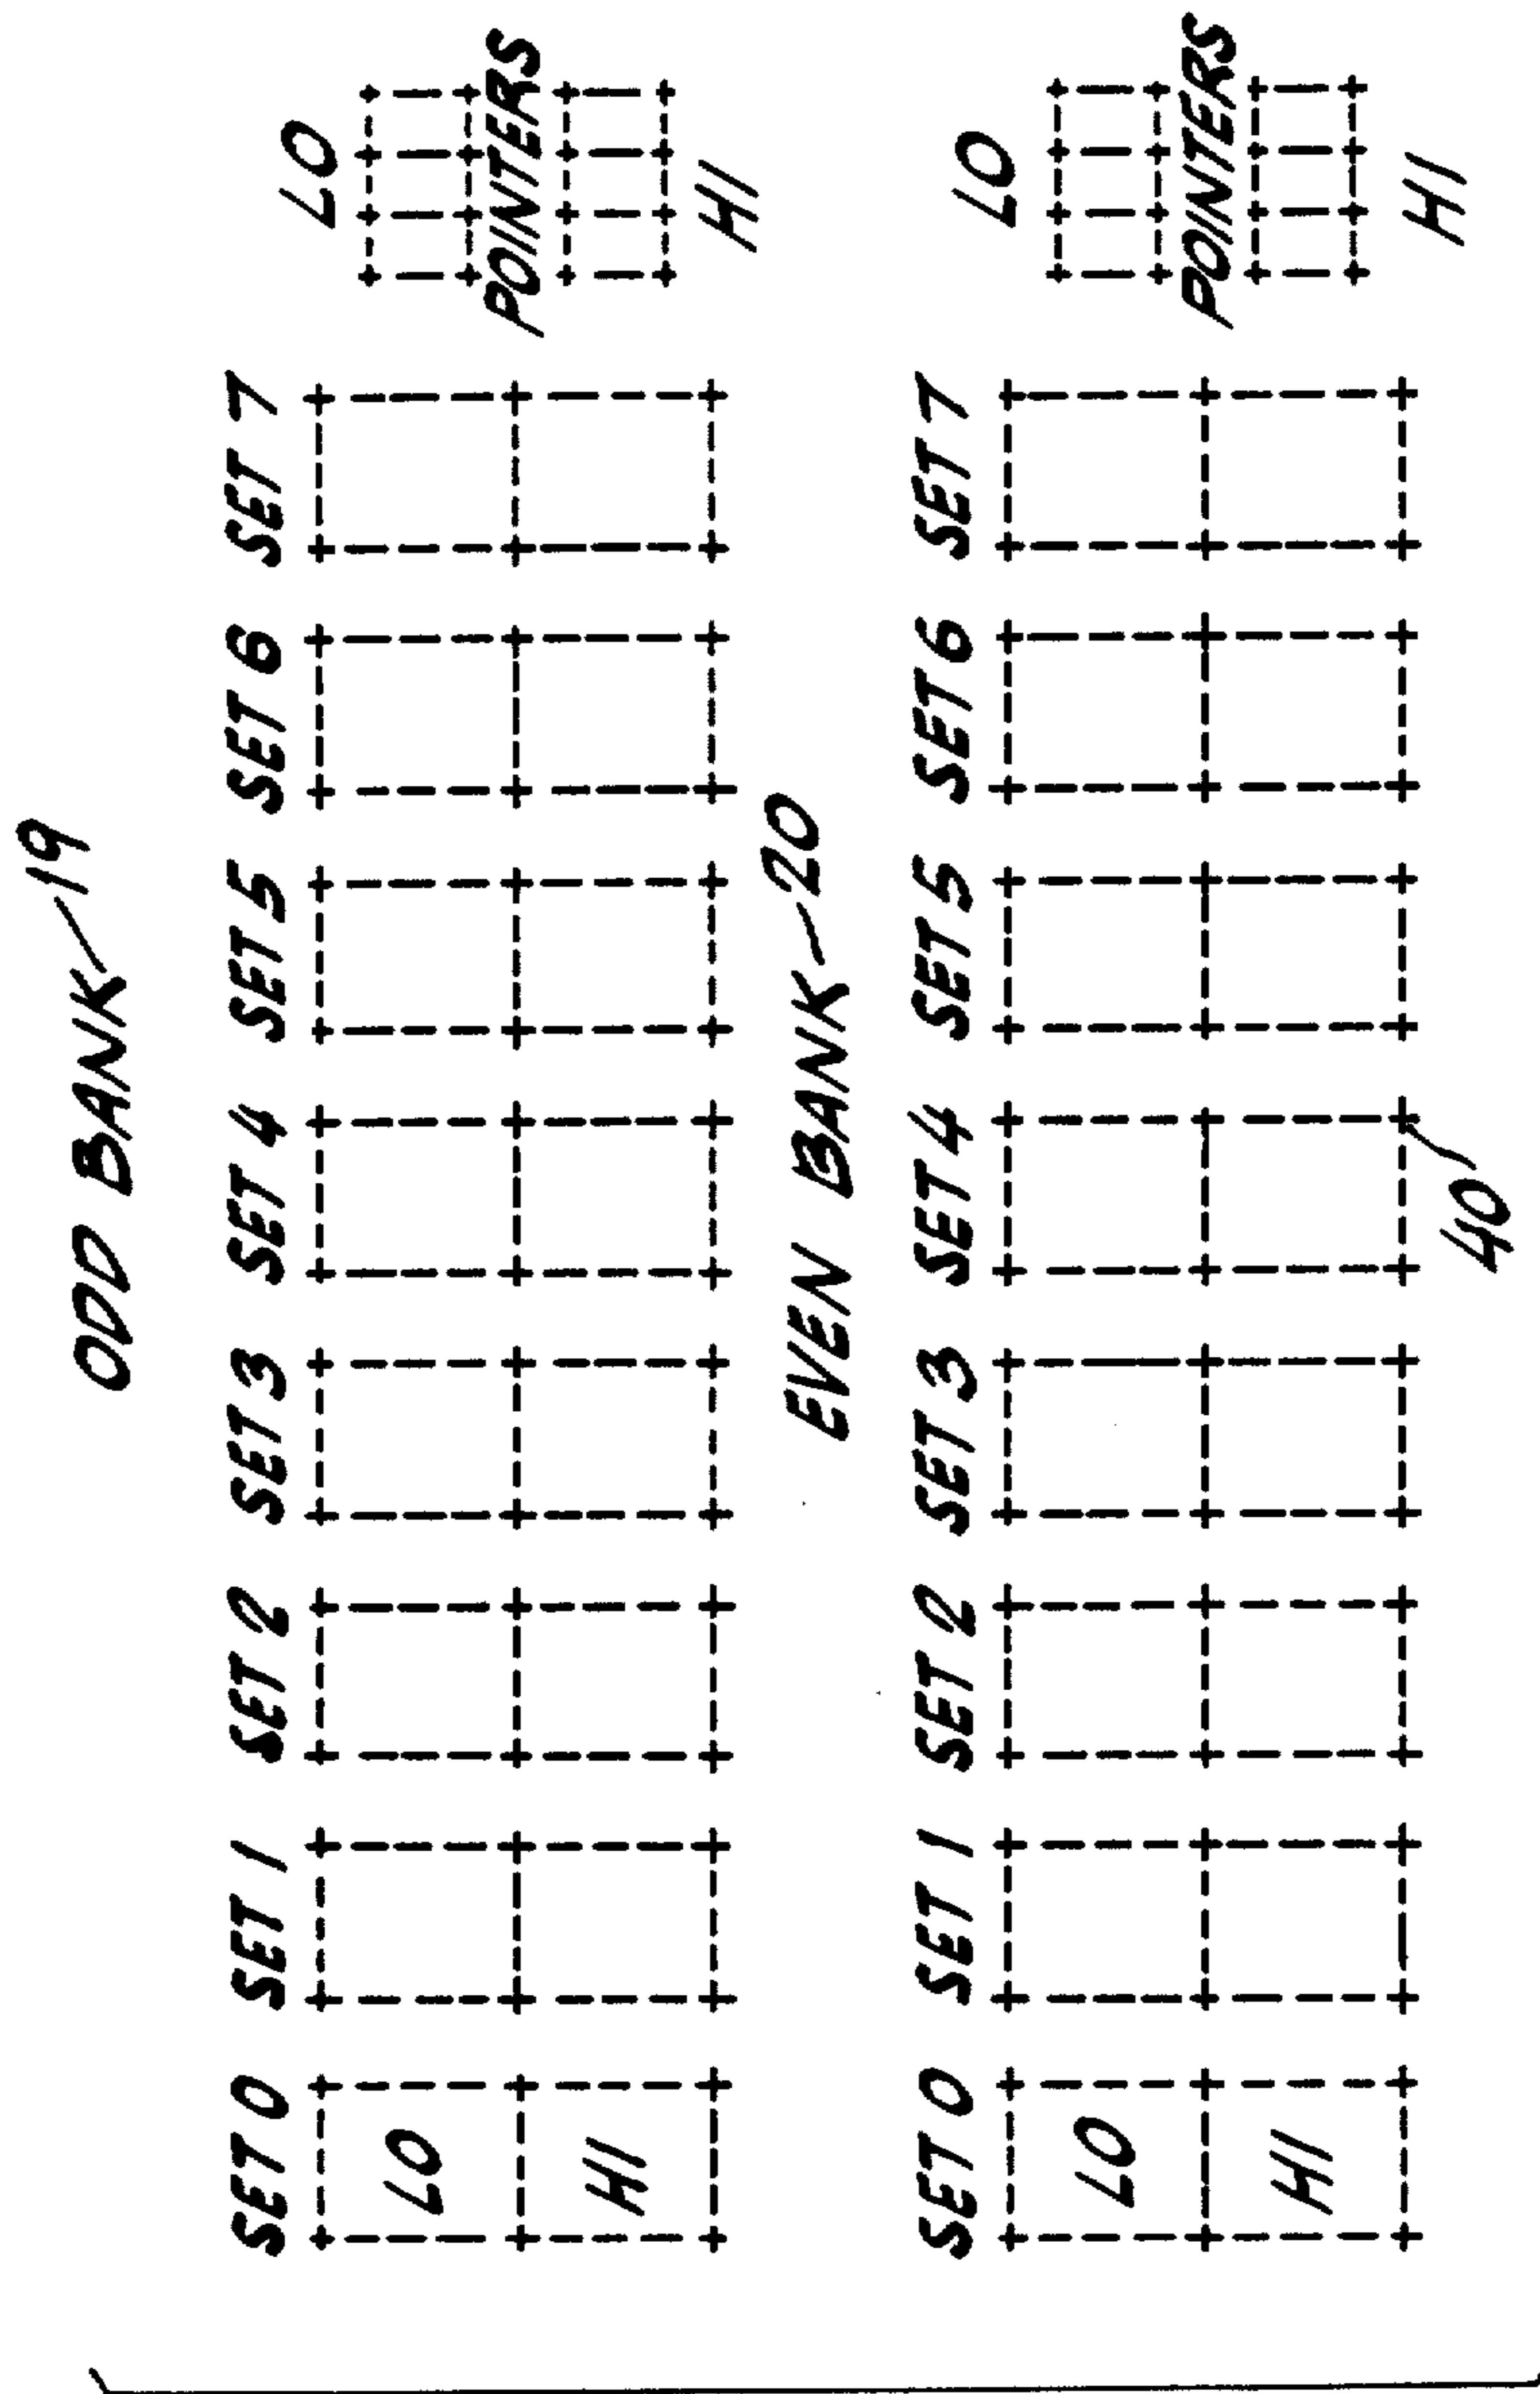 ODD BANK 19
SET 0 SET 1 SET 2 SET 3 SET 4 SET 5 SET 6 SET 7 LO
LO
POINTERS
HI
HI
EVEN BANK 20
SET 0 SET 1 SET 2 SET 3 SET 4 SET 5 SET 6 SET 7 LO
LO
POINTERS
HI
HI
40